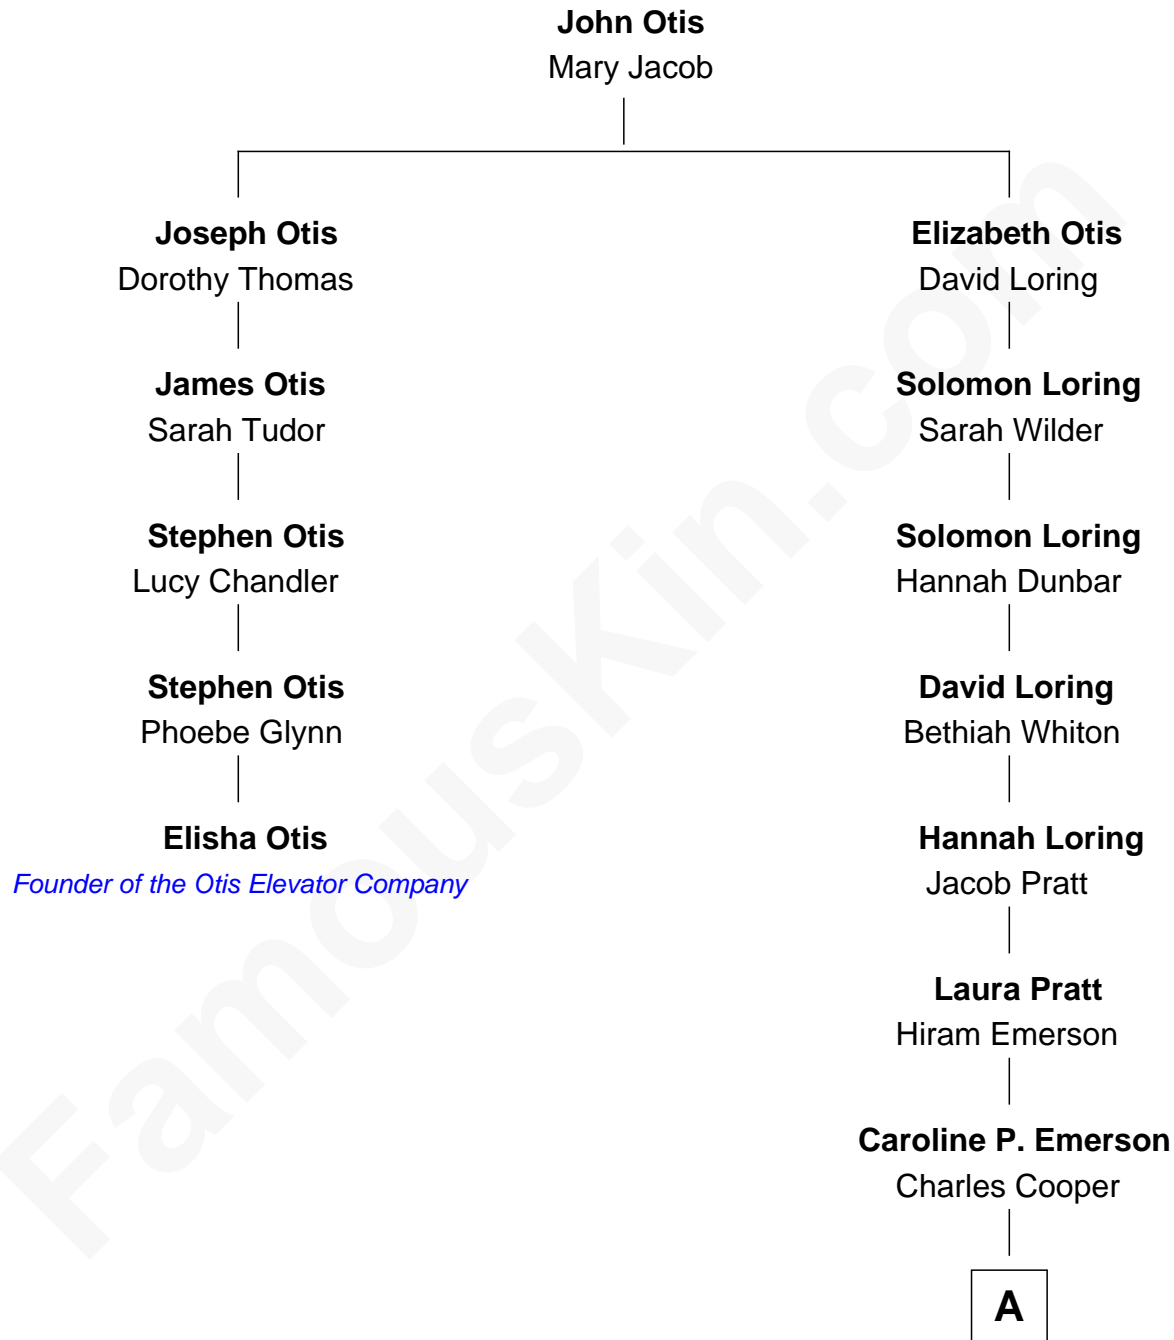 John Otis
Mary Jacob
Joseph Otis
Dorothy Thomas
James Otis
Sarah Tudor
Stephen Otis
Lucy Chandler
Stephen Otis
Phoebe Glynn
Elisha Otis
Founder of the Otis Elevator Company
Elizabeth Otis
David Loring
Solomon Loring
Sarah Wilder
Solomon Loring
Hannah Dunbar
David Loring
Bethiah Whiton
Hannah Loring
Jacob Pratt
Laura Pratt
Hiram Emerson
Caroline P. Emerson
Charles Cooper
A
FamousKin.com